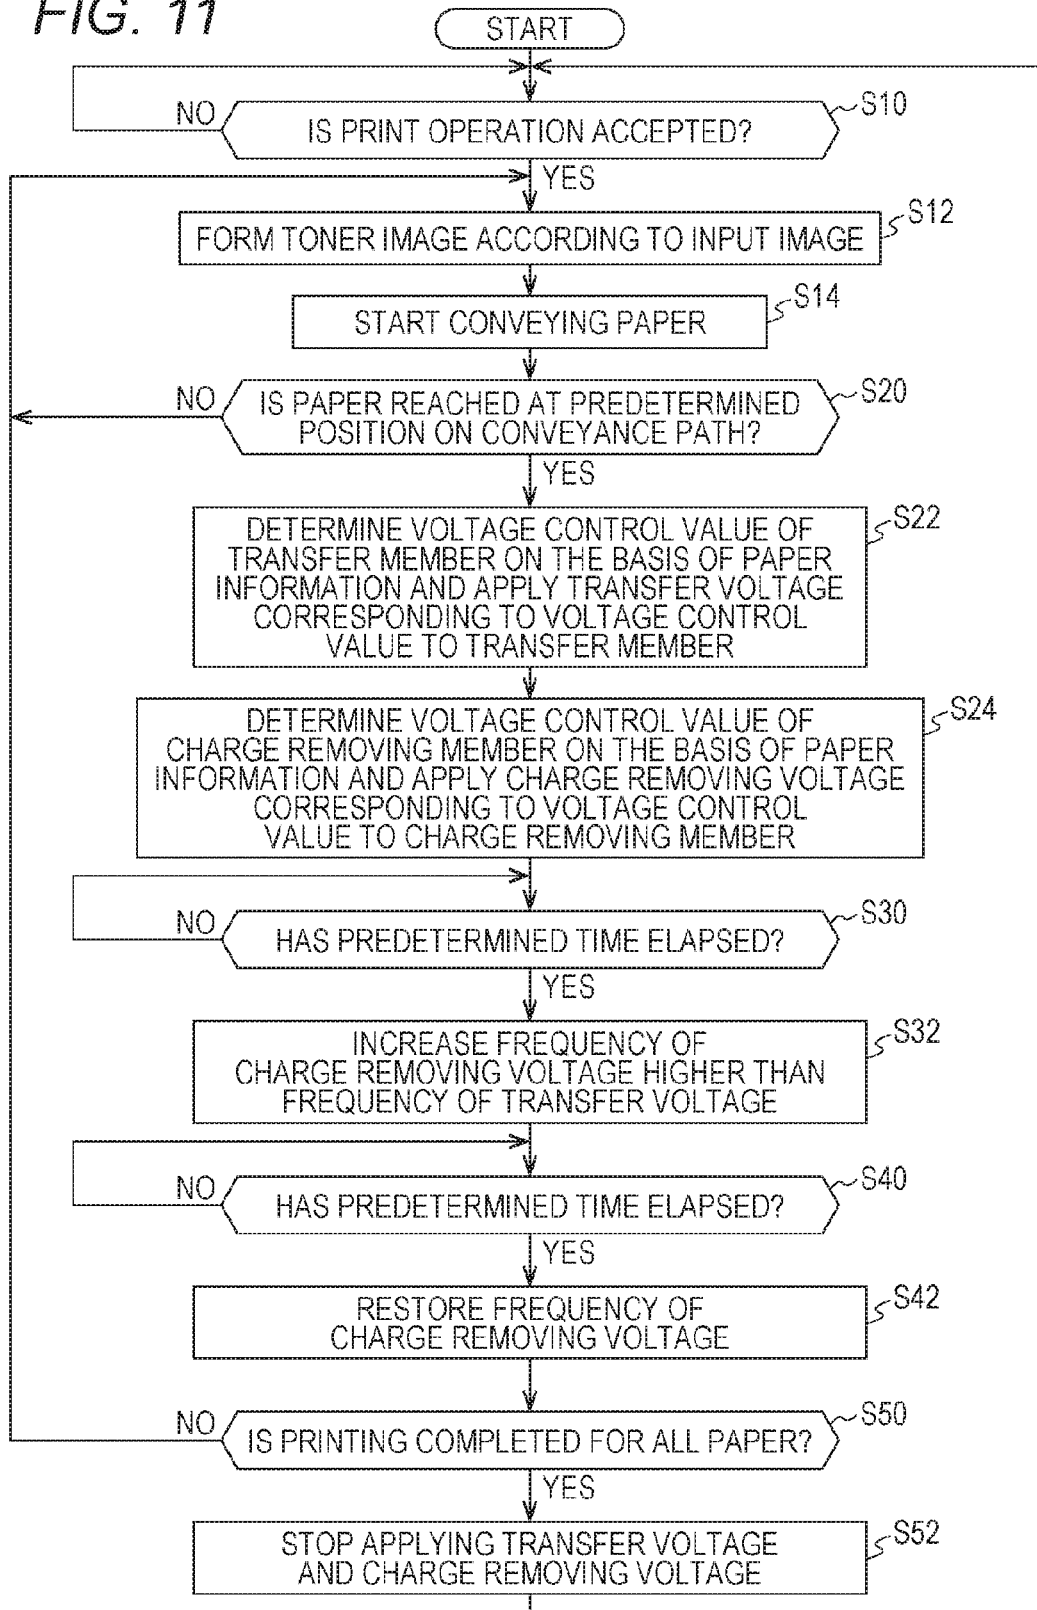 FIG. 11
START
NO
S10
IS PRINT OPERATION ACCEPTED?
YES
S12
FORM TONER IMAGE ACCORDING TO INPUT IMAGE
S14
START CONVEYING PAPER
NO
S20
IS PAPER REACHED AT PREDETERMINED
POSITION ON CONVEYANCE PATH?
YES
S22
DETERMINE VOLTAGE CONTROL VALUE OF
TRANSFER MEMBER ON THE BASIS OF PAPER
INFORMATION AND APPLY TRANSFER VOLTAGE
CORRESPONDING TO VOLTAGE CONTROL
VALUE TO TRANSFER MEMBER
S24
DETERMINE VOLTAGE CONTROL VALUE OF
CHARGE REMOVING MEMBER ON THE BASIS OF PAPER
INFORMATION AND APPLY CHARGE REMOVING VOLTAGE
CORRESPONDING TO VOLTAGE CONTROL
VALUE TO CHARGE REMOVING MEMBER
NO
S30
HAS PREDETERMINED TIME ELAPSED?
YES
S32
INCREASE FREQUENCY OF
CHARGE REMOVING VOLTAGE HIGHER THAN
FREQUENCY OF TRANSFER VOLTAGE
NO
S40
HAS PREDETERMINED TIME ELAPSED?
YES
S42
RESTORE FREQUENCY OF
CHARGE REMOVING VOLTAGE
NO
S50
IS PRINTING COMPLETED FOR ALL PAPER?
YES
S52
STOP APPLYING TRANSFER VOLTAGE
AND CHARGE REMOVING VOLTAGE